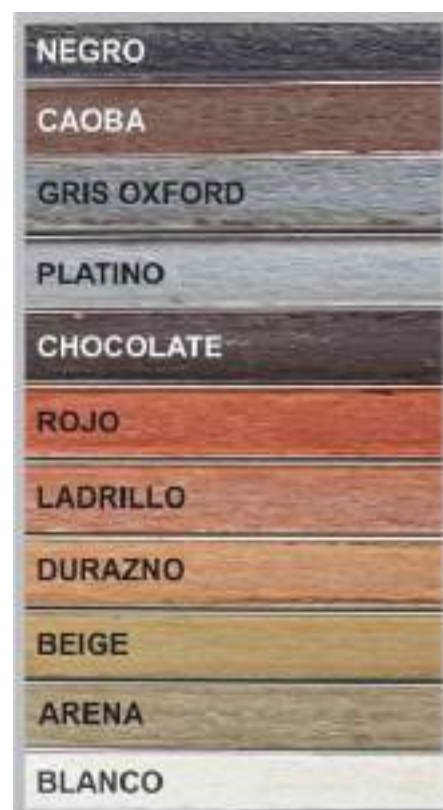 NEGRO
CAOBA
GRIS OXFORD
PLATINO
CHOCOLATE
ROJO
LADRILLO
DURAZNO
BEIGE
ARENA
BLANCO